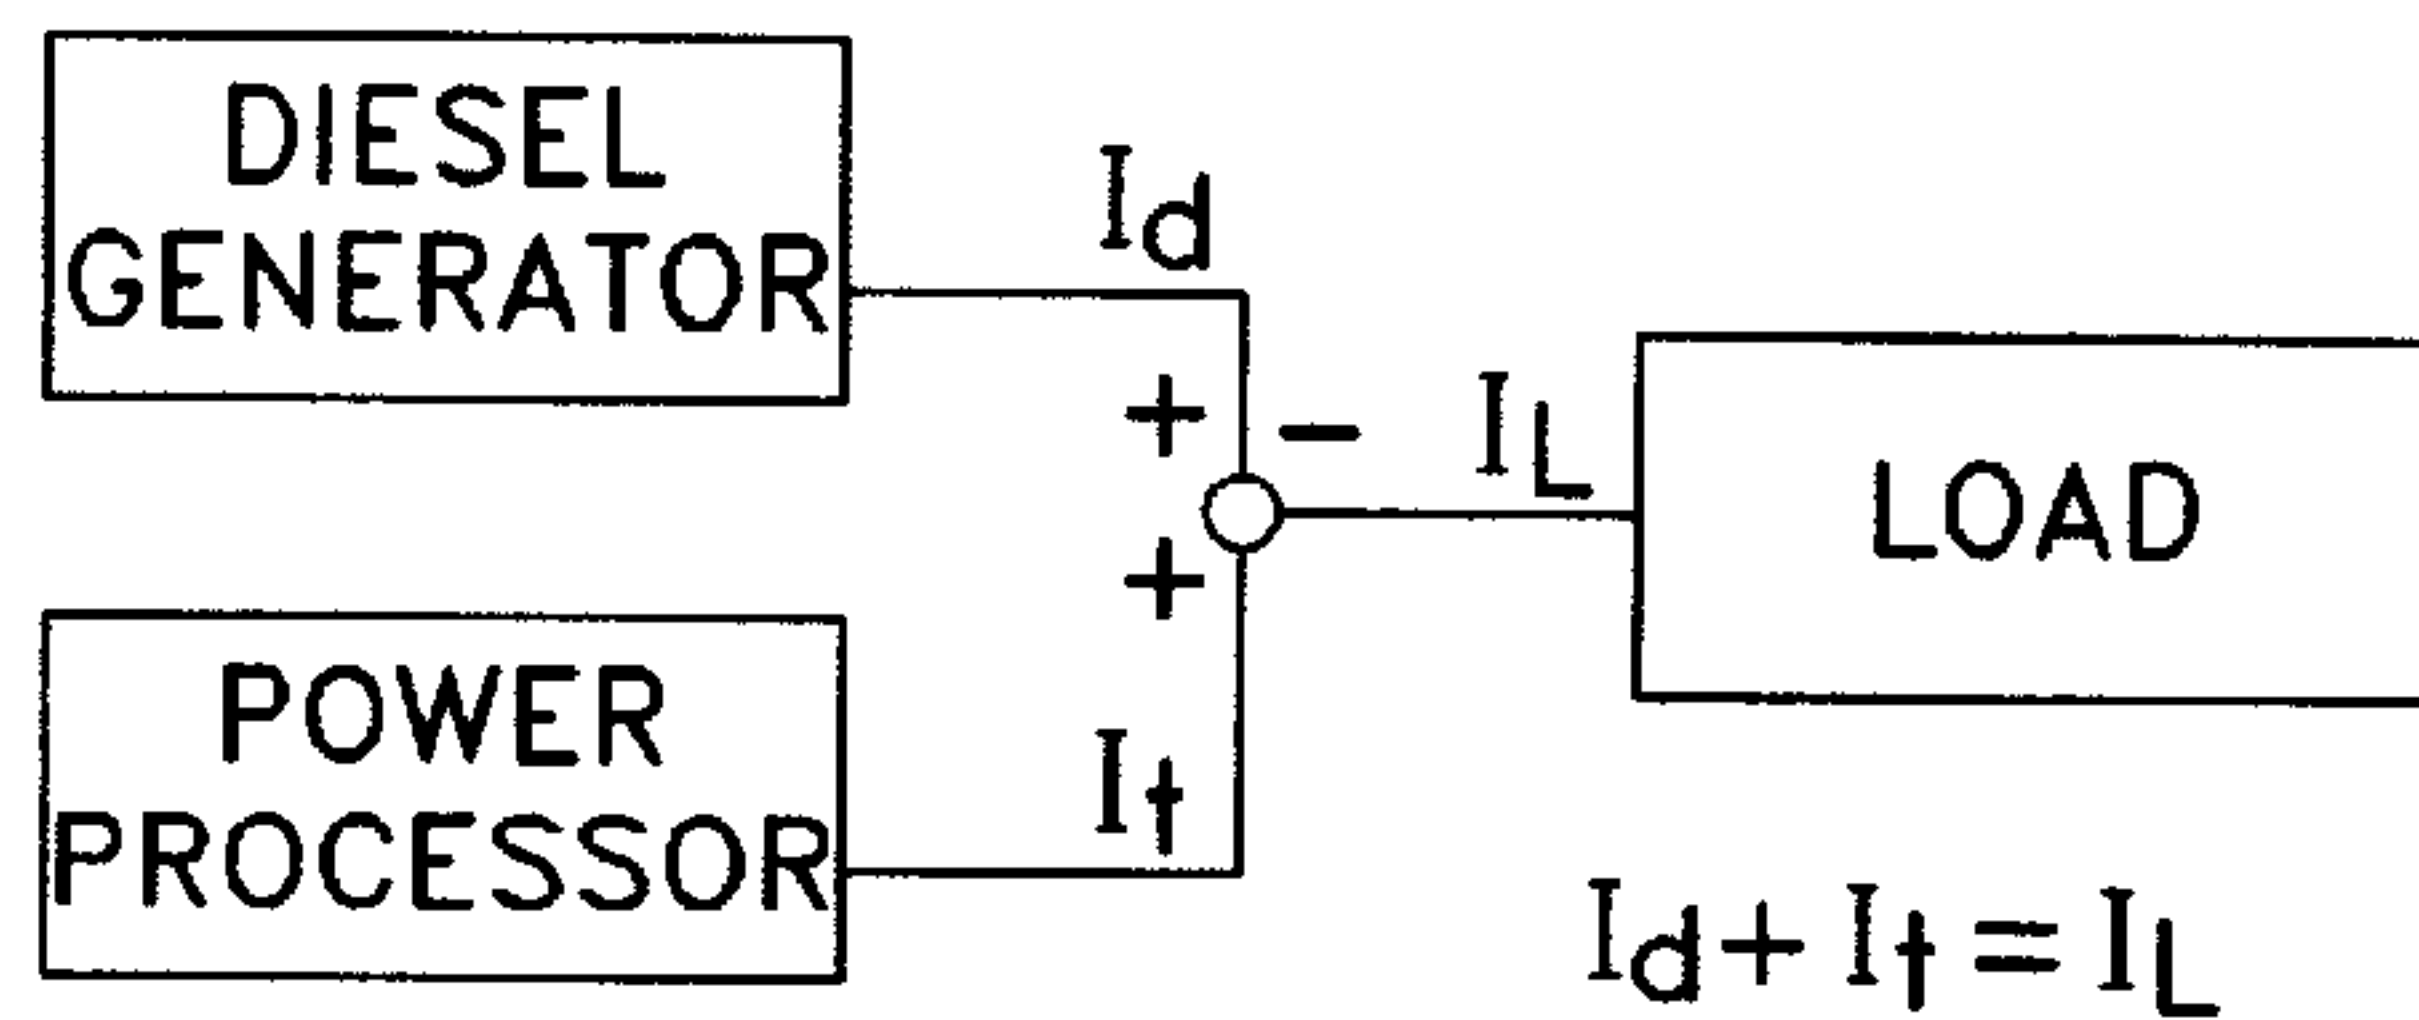 DIESEL
GENERATOR
Id
+
−
IL
LOAD
+
POWER
PROCESSOR
It
Id + It = IL